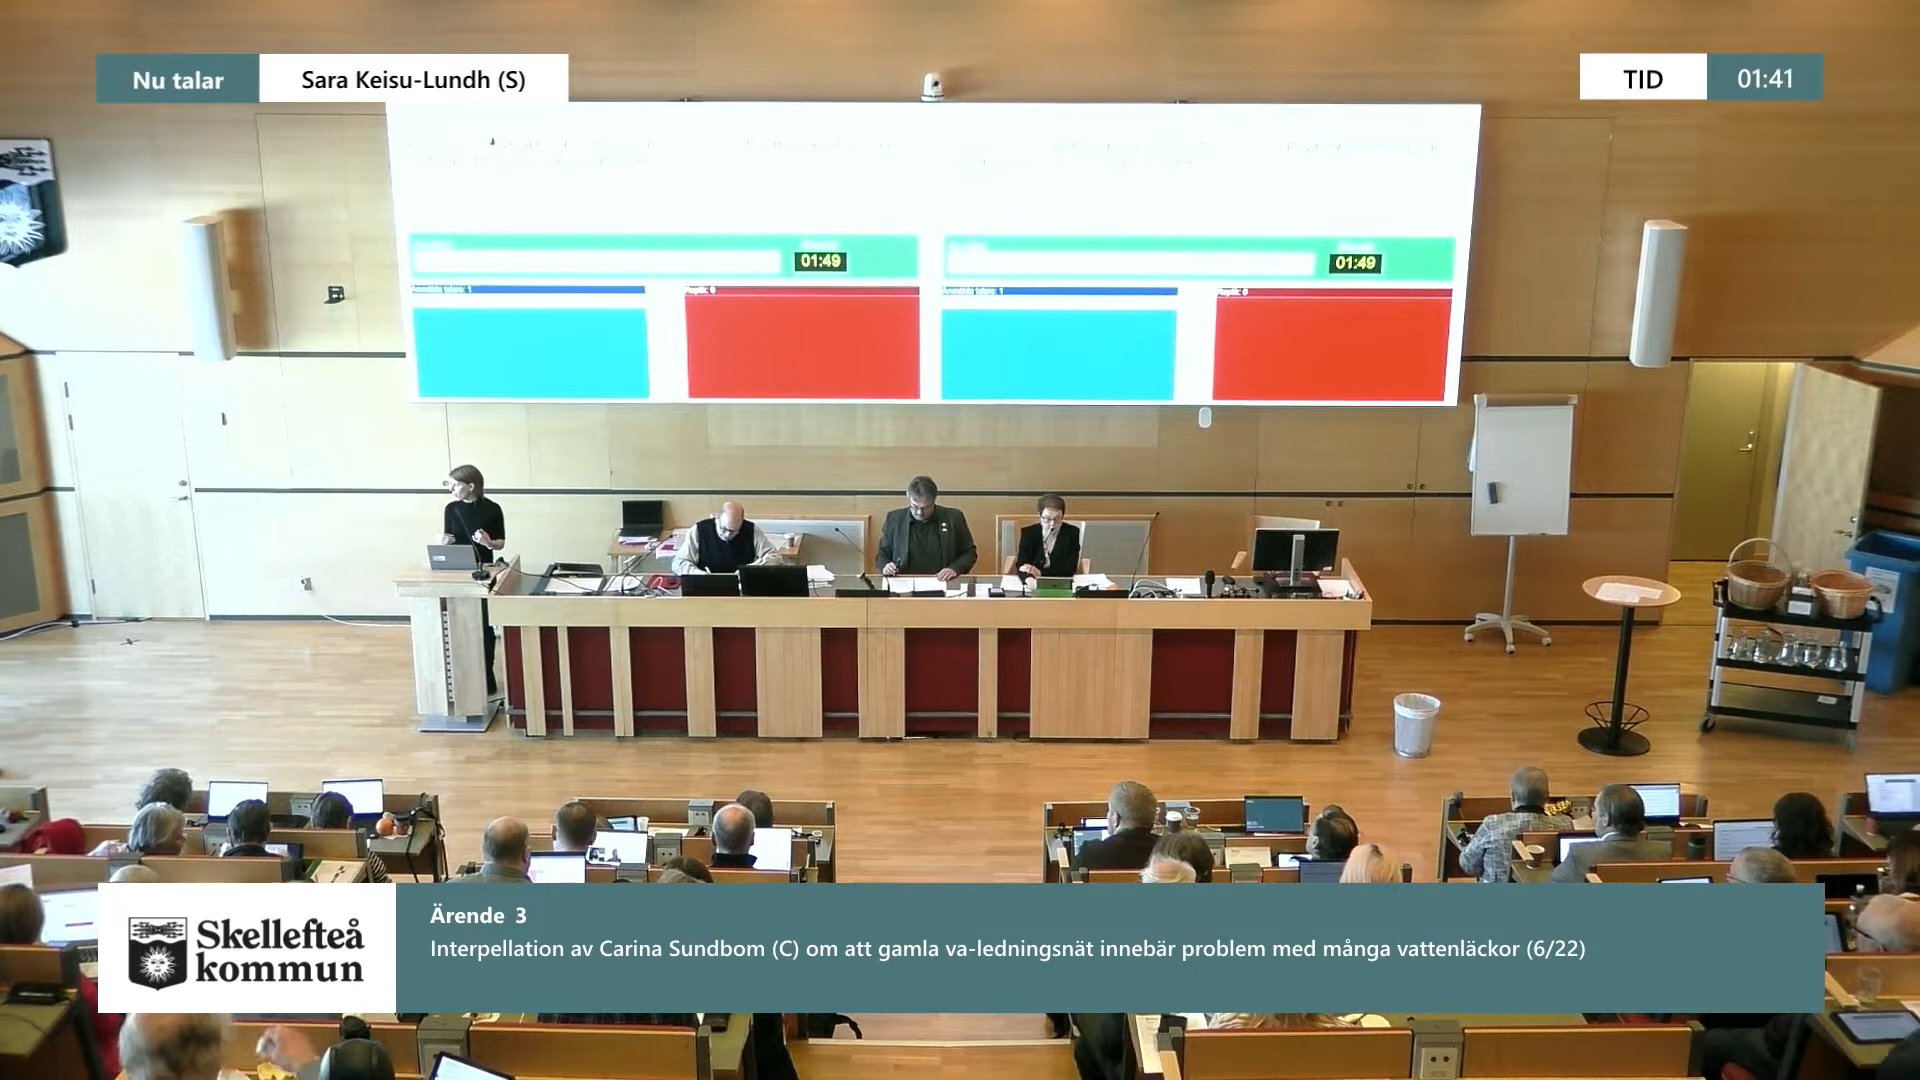 Nu talar
Sara Keisu-Lundh (S)
TID
01:41
01:49
01:49
Ärende 3
Interpellation av Carina Sundbom (C) om att gamla va-ledningsnät innebär problem med många vattenläckor (6/22)
Skellefteå
kommun